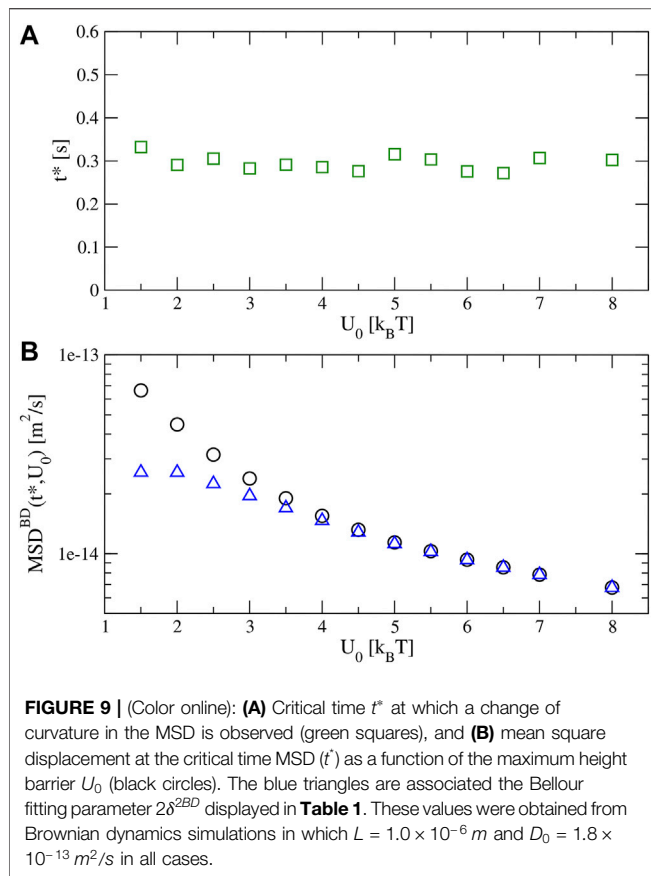 A
0.6
0.5
0.4
0.3
0.2
0.1
0
t* [s]
1 2 3 4 5 6 7 8
U₀ [k_BT]
B
1e-13
1e-14
MSD^BD(t*,U₀) [m²/s]
1 2 3 4 5 6 7 8
U₀ [k_BT]
FIGURE 9 | (Color online): (A) Critical time t* at which a change of
curvature in the MSD is observed (green squares), and (B) mean square
displacement at the critical time MSD (t*) as a function of the maximum height
barrier U₀ (black circles). The blue triangles are associated the Bellour
fitting parameter 2δ²ᴮᴰ displayed in Table 1. These values were obtained from
Brownian dynamics simulations in which L = 1.0 × 10⁻⁶ m and D₀ = 1.8 ×
10⁻¹³ m²/s in all cases.